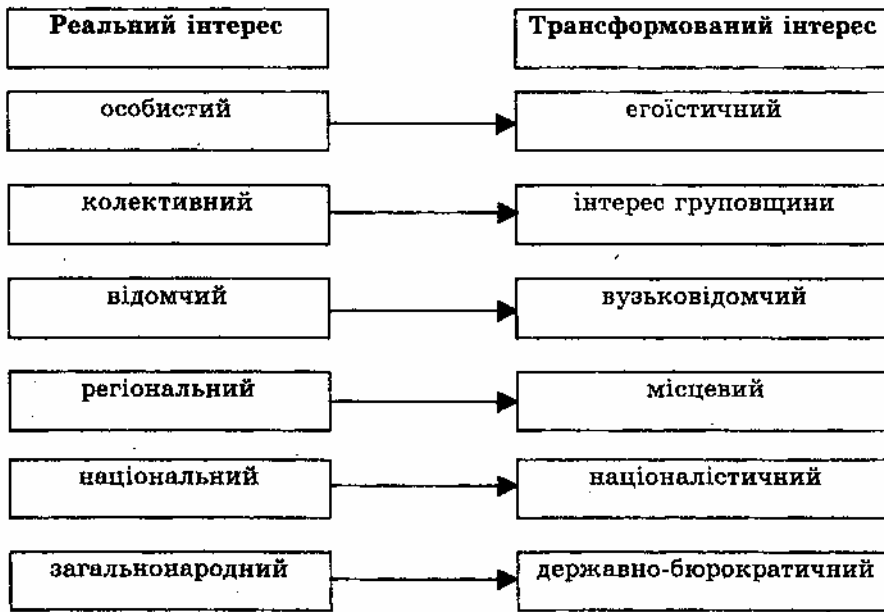 Реальний інтерес
Трансформований інтерес
особистий
егоїстичний
колективний
інтерес груповщини
відомчий
вузьковідомчий
регіональний
місцевий
національний
націоналістичний
загальнонародний
державно-бюрократичний